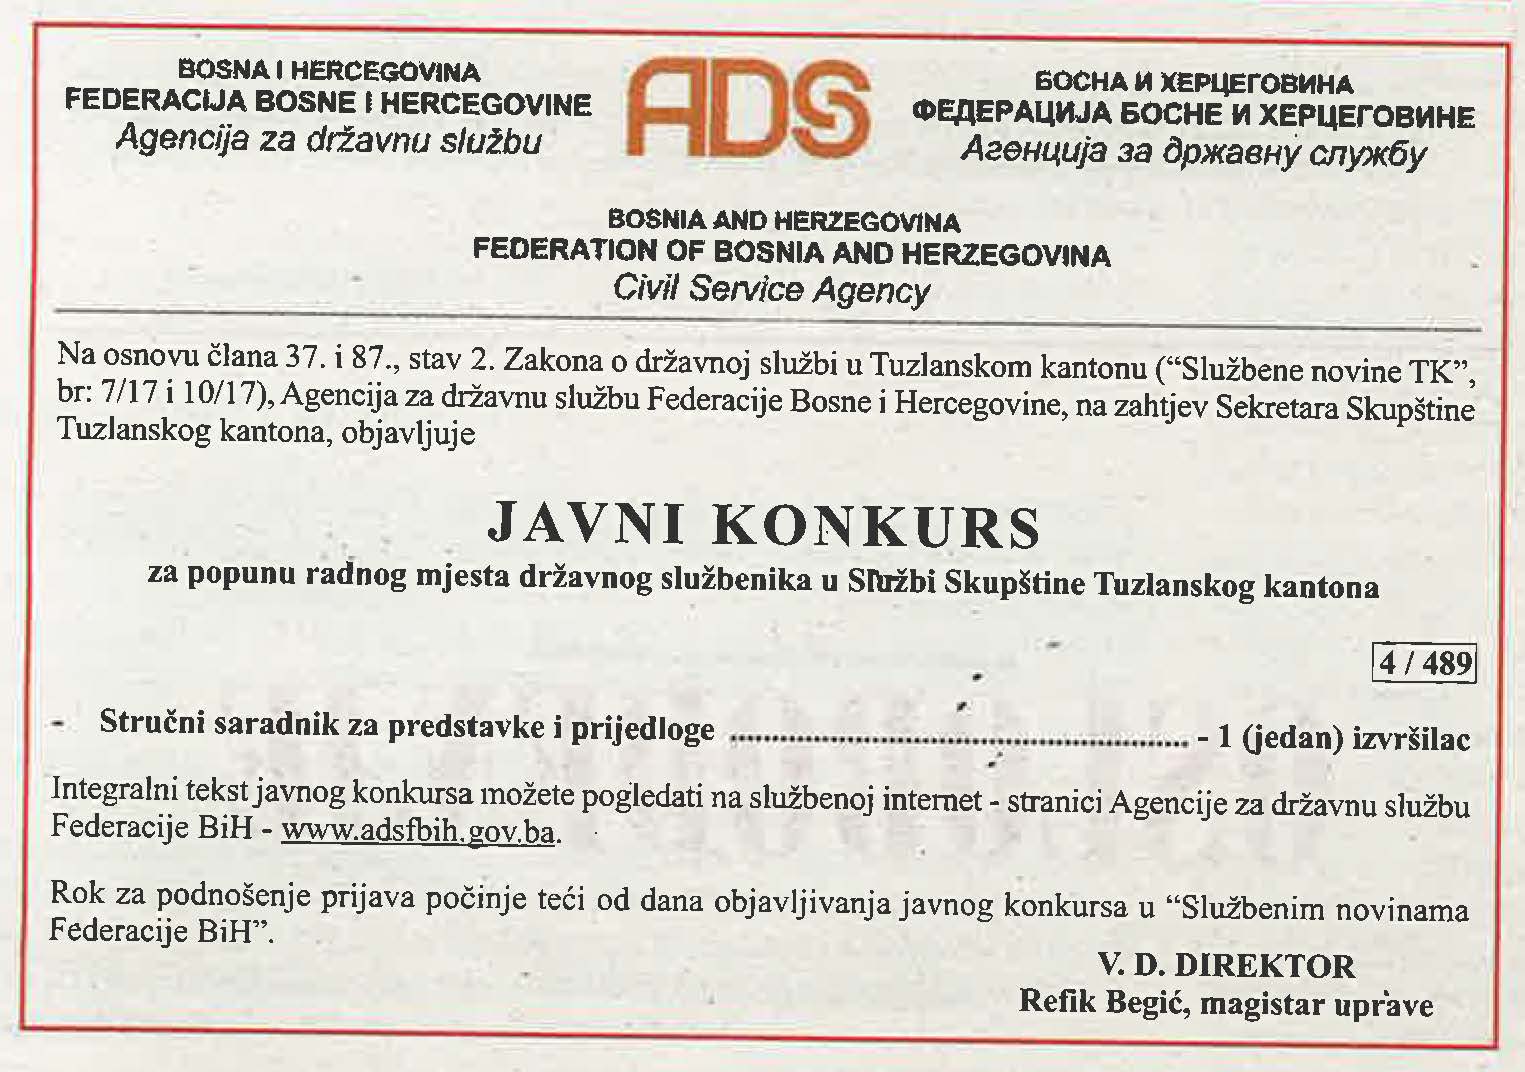 BOSNA I HERCEGOVINA
FEDERACIJA BOSNE I HERCEGOVINE
Agencija za državnu službu
ADS
БОСНА И ХЕРЦЕГОВИНА
ФЕДЕРАЦИЈА БОСНЕ И ХЕРЦЕГОВИНЕ
Агенција за државну службу
BOSNIA AND HERZEGOVINA
FEDERATION OF BOSNIA AND HERZEGOVINA
Civil Service Agency
Na osnovu člana 37. i 87., stav 2. Zakona o državnoj službi u Tuzlanskom kantonu (“Službene novine TK”,
br: 7/17 i 10/17), Agencija za državnu službu Federacije Bosne i Hercegovine, na zahtjev Sekretara Skupštine
Tuzlanskog kantona, objavljuje
JAVNI KONKURS
za popunu radnog mjesta državnog službenika u Službi Skupštine Tuzlanskog kantona
4 / 489
- Stručni saradnik za predstavke i prijedloge ........................................................ - 1 (jedan) izvršilac
Integralni tekst javnog konkursa možete pogledati na službenoj internet - stranici Agencije za državnu službu
Federacije BiH - www.adsfbih.gov.ba.
Rok za podnošenje prijava počinje teći od dana objavljivanja javnog konkursa u “Službenim novinama
Federacije BiH”.
V. D. DIREKTOR
Refik Begić, magistar uprave